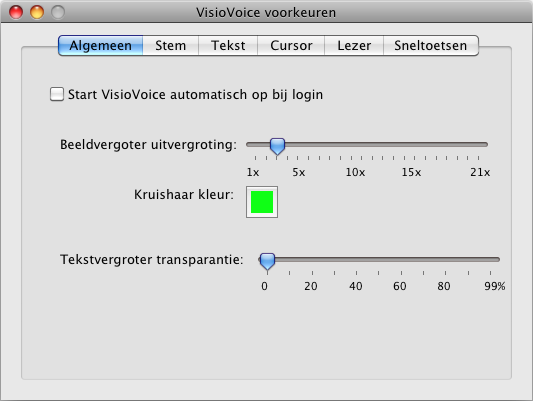 VisioVoice voorkeuren
Algemeen Stem Tekst Cursor Lezer Sneltoetsen
Start VisioVoice automatisch op bij login
Beeldvergoter uitvergroting:
1x 5x 10x 15x 21x
Kruishaar kleur:
Tekstvergroter transparantie:
0 20 40 60 80 99%